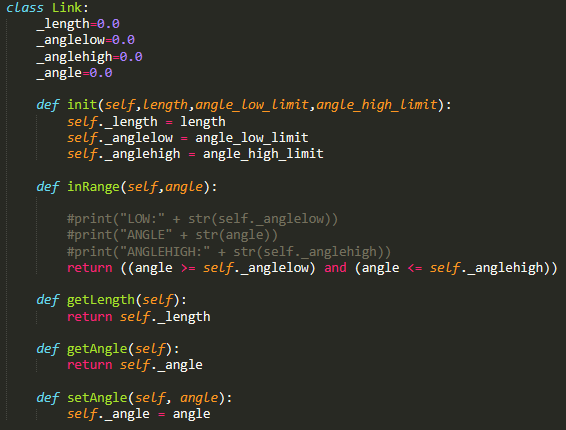 class Link:
    _length=0.0
    _anglelow=0.0
    _anglehigh=0.0
    _angle=0.0

    def init(self,length,angle_low_limit,angle_high_limit):
        self._length = length
        self._anglelow = angle_low_limit
        self._anglehigh = angle_high_limit

    def inRange(self,angle):

        #print("LOW:" + str(self._anglelow))
        #print("ANGLE" + str(angle))
        #print("ANGLEHIGH:" + str(self._anglehigh))
        return ((angle >= self._anglelow) and (angle <= self._anglehigh))

    def getLength(self):
        return self._length

    def getAngle(self):
        return self._angle

    def setAngle(self, angle):
        self._angle = angle